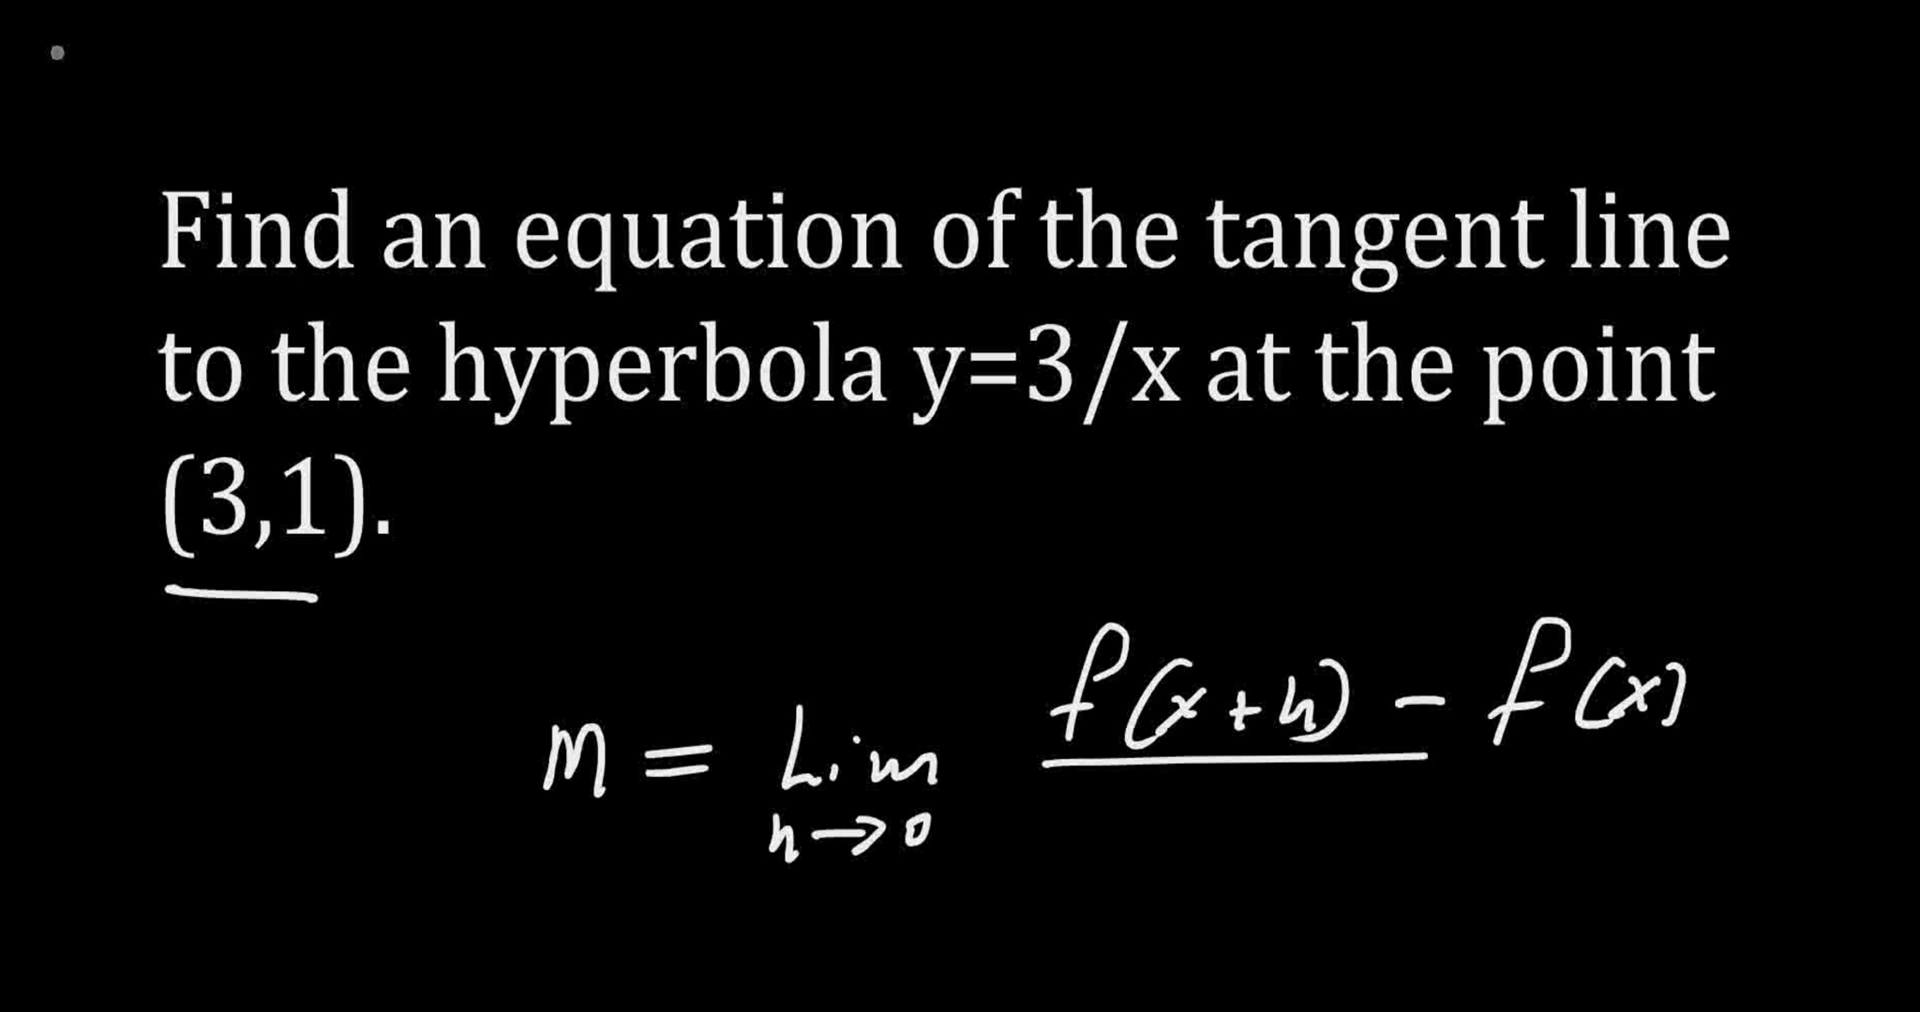 Find an equation of the tangent line
to the hyperbola y=3/x at the point
(3,1).
m = Lim f(x+h) - f(x)
h→0